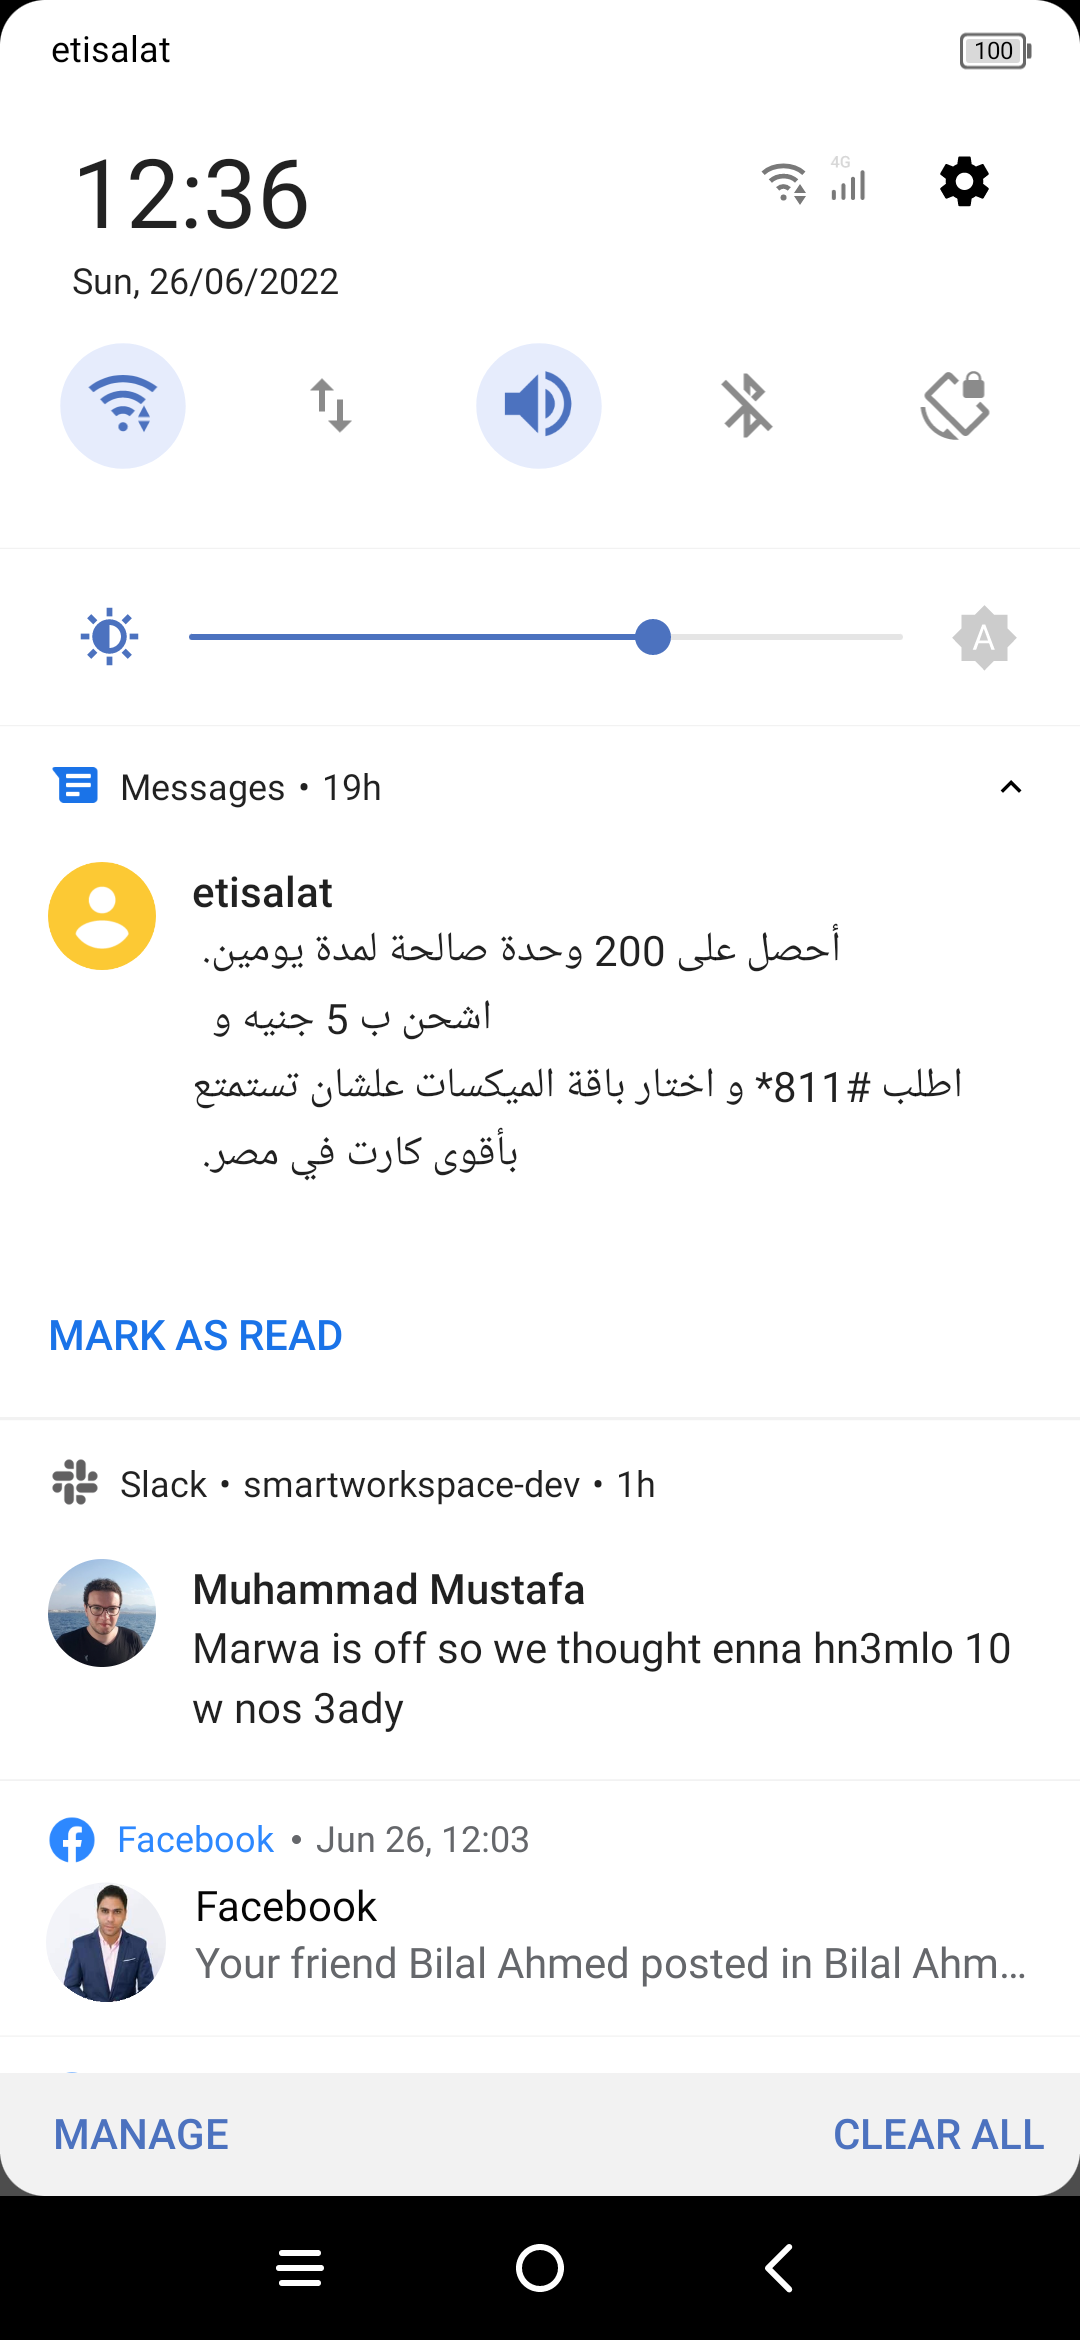 etisalat
100
12:36
4G
Sun, 26/06/2022
A
Messages • 19h
etisalat
أحصل على 200 وحدة صالحة لمدة يومين.
اشحن ب 5 جنيه و
اطلب #811* و اختار باقة الميكسات علشان تستمتع
بأقوى كارت في مصر.
MARK AS READ
Slack • smartworkspace-dev • 1h
Muhammad Mustafa
Marwa is off so we thought enna hn3mlo 10
w nos 3ady
Facebook • Jun 26, 12:03
Facebook
Your friend Bilal Ahmed posted in Bilal Ahm...
MANAGE
CLEAR ALL